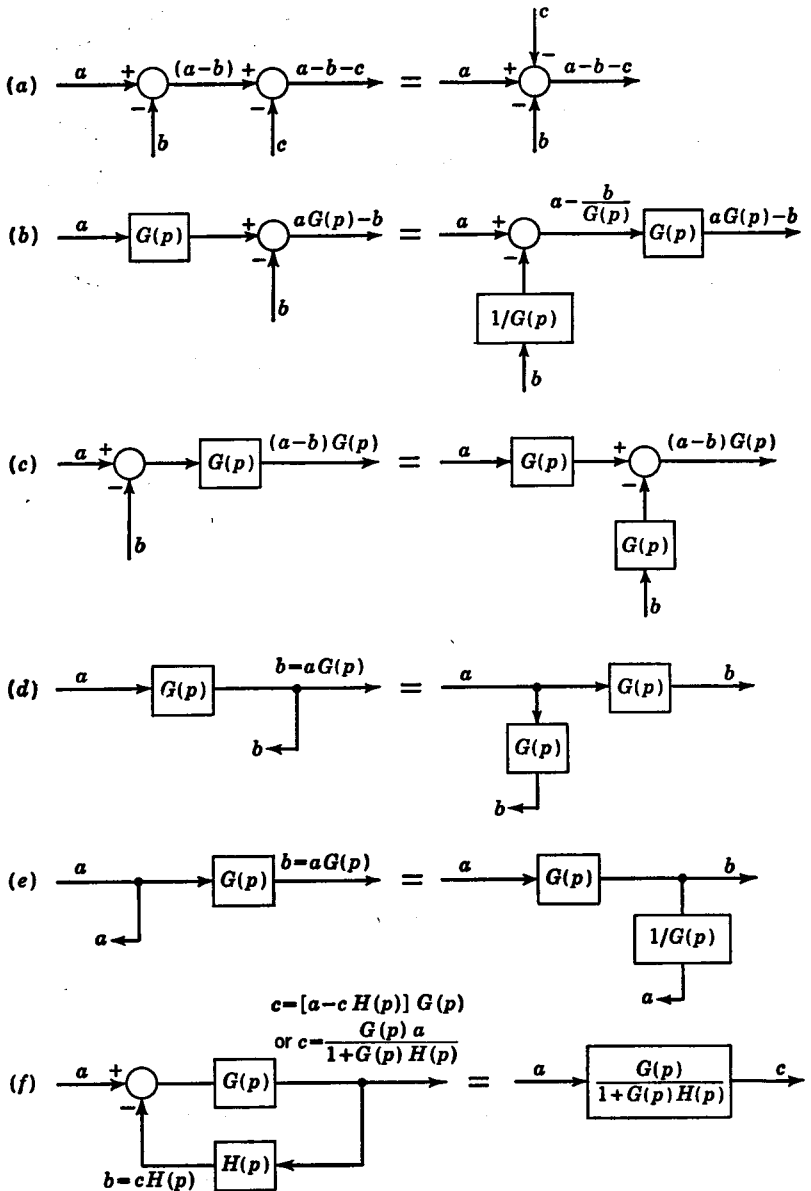 c
(a) a + (a−b) + a−b−c = a + − a−b−c
− b − c − b
(b) a G(p) + aG(p)−b = a + a−b/G(p) G(p) aG(p)−b
− b −
1/G(p)
b
(c) a + G(p) (a−b)G(p) = a G(p) + (a−b)G(p)
− b −
G(p)
b
(d) a G(p) b=aG(p) = a G(p) b
b G(p)
b
(e) a G(p) b=aG(p) = a G(p) b
a 1/G(p)
a
c=[a−c H(p)] G(p)
or c=G(p) a/1+G(p) H(p)
(f) a + G(p) = a G(p)/1+G(p) H(p) c
− H(p)
b=cH(p)